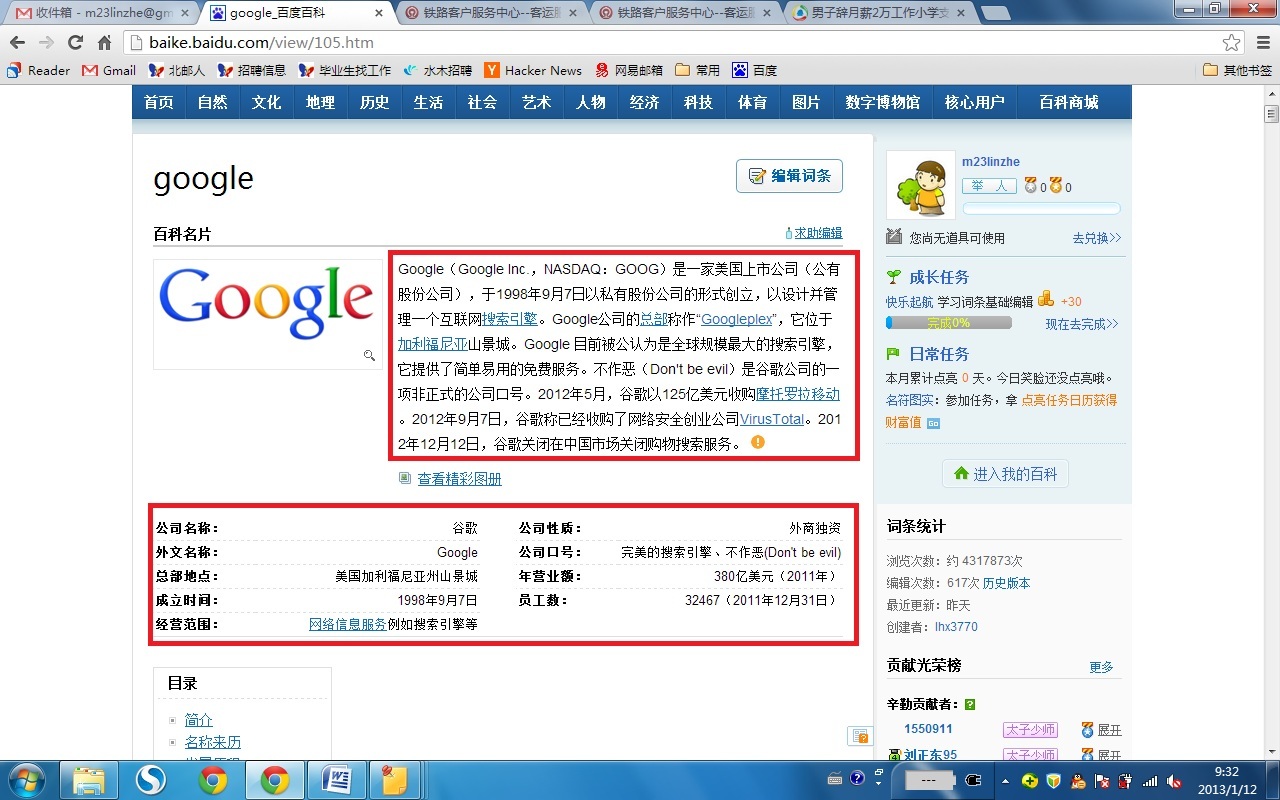 收件箱 - m23linzhe@gm
google_百度百科
铁路客户服务中心--客运服
铁路客户服务中心--客运服
男子辞月薪2万工作小学支
baike.baidu.com/view/105.htm
Reader Gmail 北邮人 招聘信息 毕业生找工作 水木招聘 Hacker News 网易邮箱 常用 百度 其他书签
首页 自然 文化 地理 历史 生活 社会 艺术 人物 经济 科技 体育 图片 数字博物馆 核心用户 百科商城
google
编辑词条
百科名片
求助编辑
Google
Google（Google Inc.，NASDAQ：GOOG）是一家美国上市公司（公有
股份公司），于1998年9月7日以私有股份公司的形式创立，以设计并管
理一个互联网搜索引擎。Google公司的总部称作“Googleplex”，它位于
加利福尼亚山景城。Google 目前被公认为是全球规模最大的搜索引擎，
它提供了简单易用的免费服务。不作恶（Don't be evil）是谷歌公司的一
项非正式的公司口号。2012年5月，谷歌以125亿美元收购摩托罗拉移动
。2012年9月7日，谷歌称已经收购了网络安全创业公司VirusTotal。201
2年12月12日，谷歌关闭在中国市场关闭购物搜索服务。
查看精彩图册
公司名称： 谷歌 公司性质： 外商独资
外文名称： Google 公司口号： 完美的搜索引擎、不作恶(Don't be evil)
总部地点： 美国加利福尼亚州山景城 年营业额： 380亿美元（2011年）
成立时间： 1998年9月7日 员工数： 32467（2011年12月31日）
经营范围： 网络信息服务例如搜索引擎等
目录
简介
名称来历
m23linzhe
举 人 0 0
您尚无道具可使用 去兑换>>
成长任务
快乐起航 学习词条基础编辑 +30
完成0% 现在去完成>>
日常任务
本月累计点亮 0 天。今日笑脸还没点亮哦。
名符图实：参加任务，拿 点亮任务日历获得
财富值 Go
进入我的百科
词条统计
浏览次数：约 4317873次
编辑次数：617次 历史版本
最近更新：昨天
创建者：lhx3770
贡献光荣榜 更多
辛勤贡献者：
1550911 太子少师 展开
刘正东95 太子少师 展开
9:32
2013/1/12